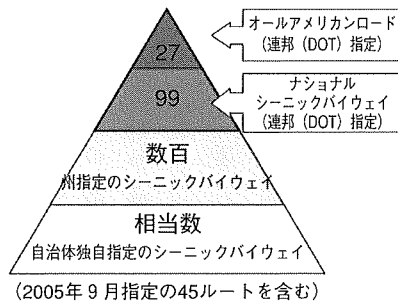 オールアメリカンロード
(連邦(DOT)指定)
27
ナショナル
シーニックバイウェイ
(連邦(DOT)指定)
99
数百
州指定のシーニックバイウェイ
相当数
自治体独自指定のシーニックバイウェイ
(2005年9月指定の45ルートを含む)